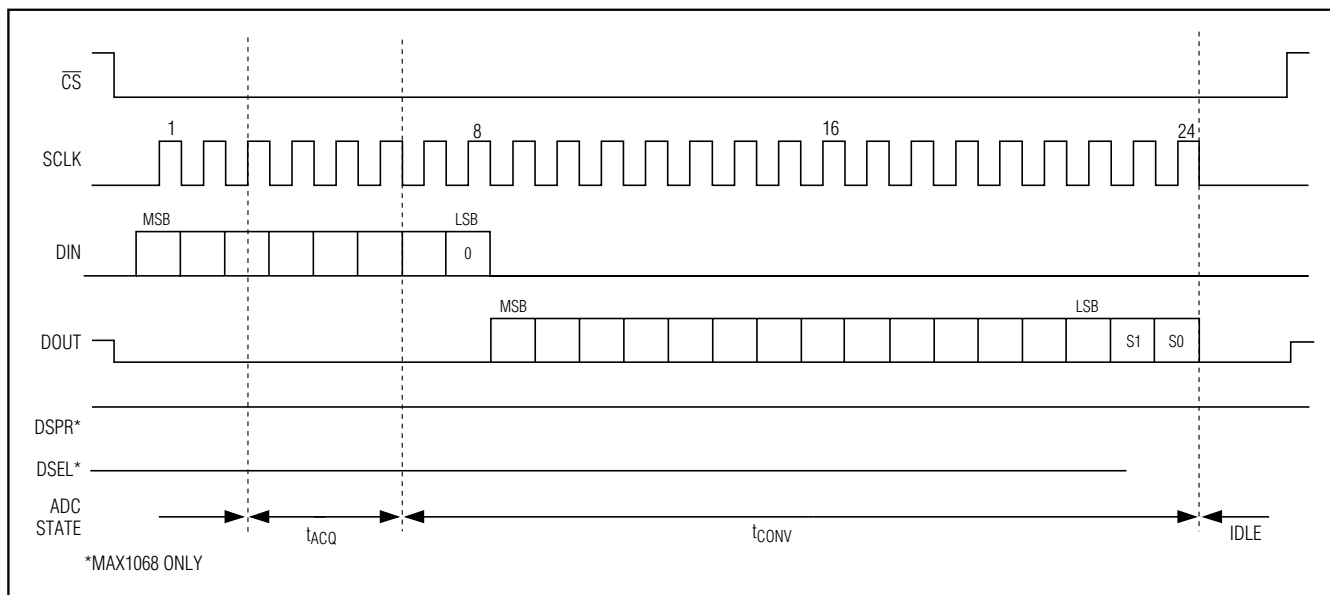 C̅S̅
1
8
16
24
SCLK
MSB
LSB
DIN
0
MSB
LSB
DOUT
S1
S0
DSPR*
DSEL*
ADC
STATE
tACQ
tCONV
IDLE
*MAX1068 ONLY